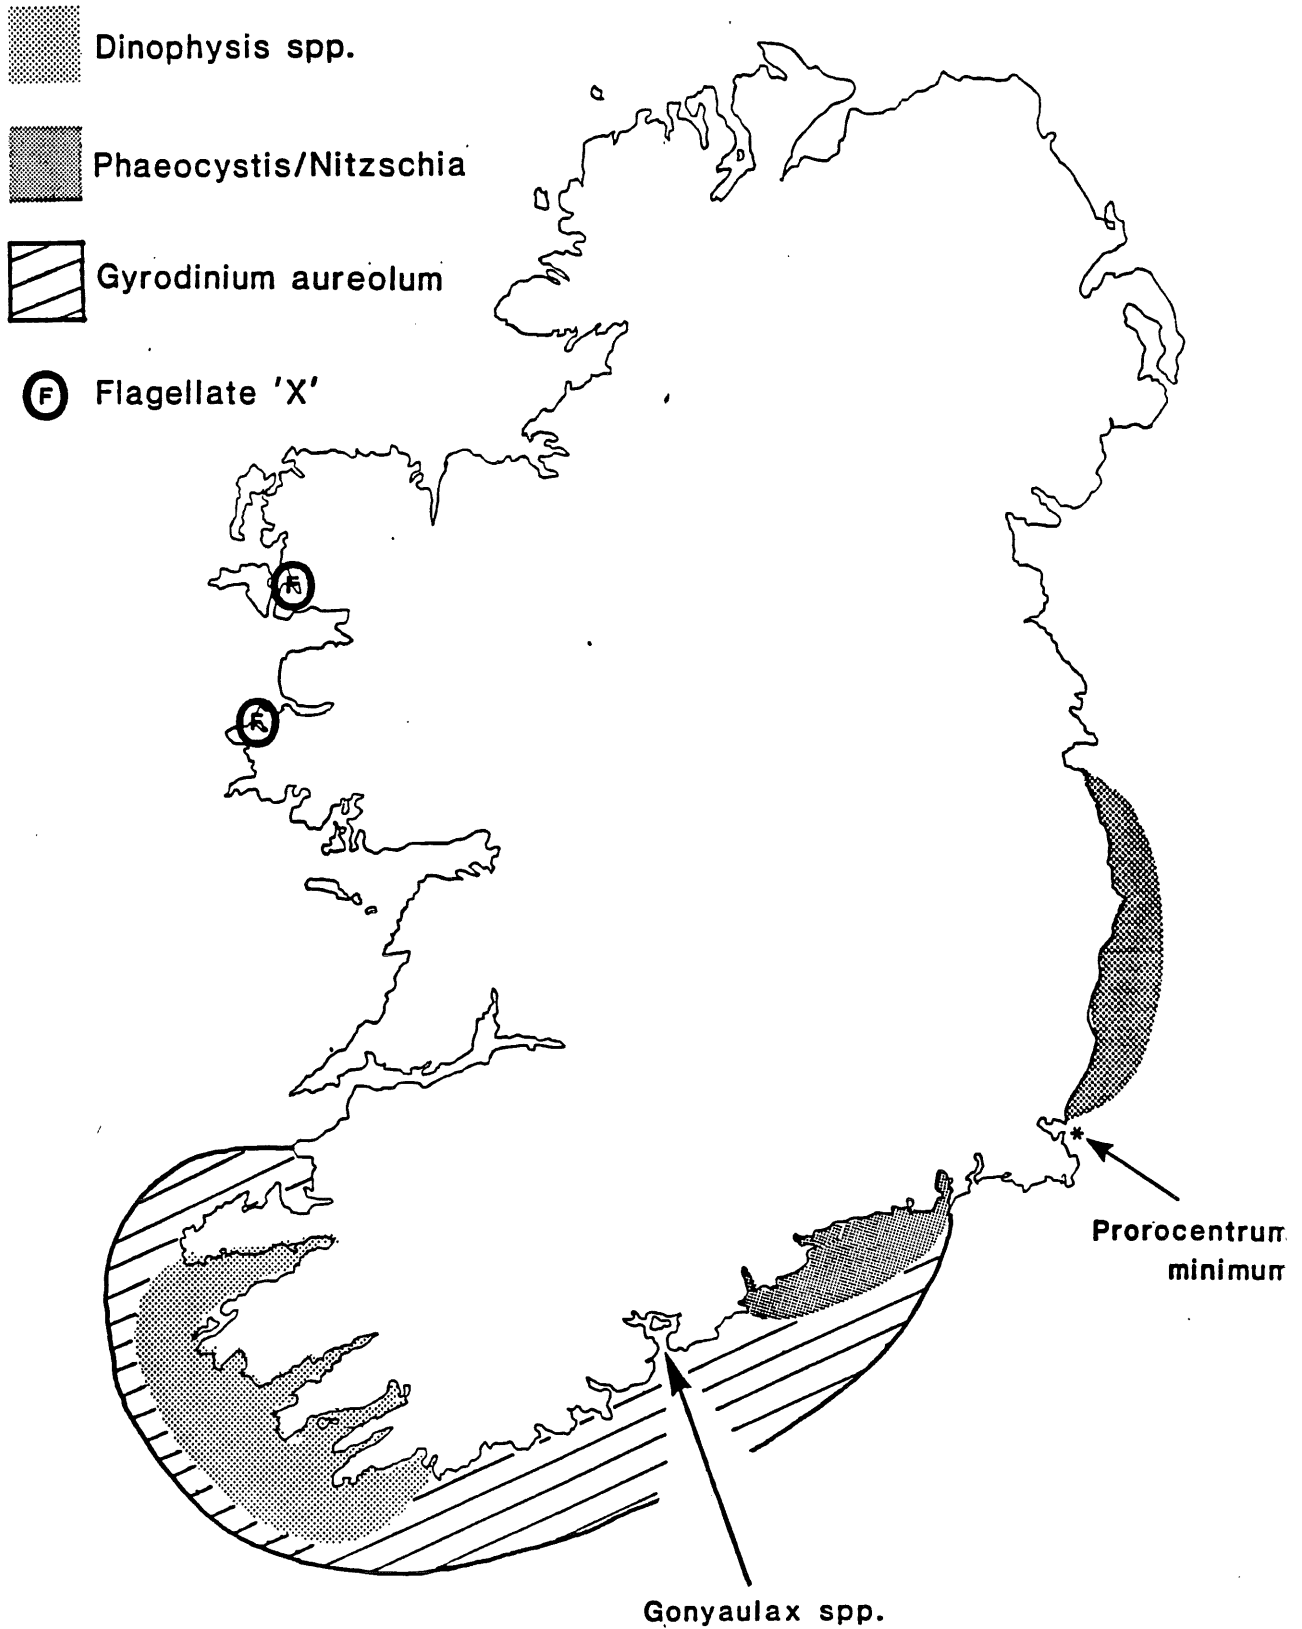 Dinophysis spp.
Phaeocystis/Nitzschia
Gyrodinium aureolum
F Flagellate 'X'
F
F
*
Prorocentrum
minimum
Gonyaulax spp.